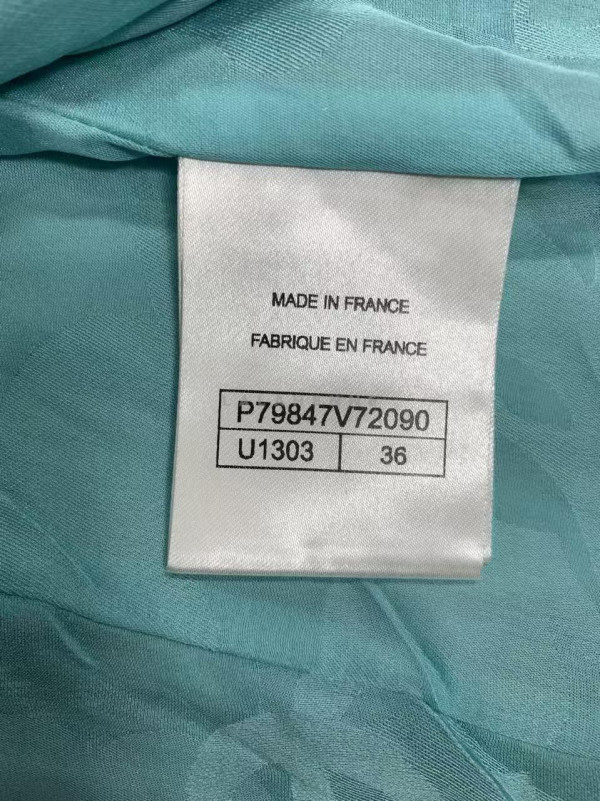 MADE IN FRANCE
FABRIQUE EN FRANCE
P79847V72090
U1303 36